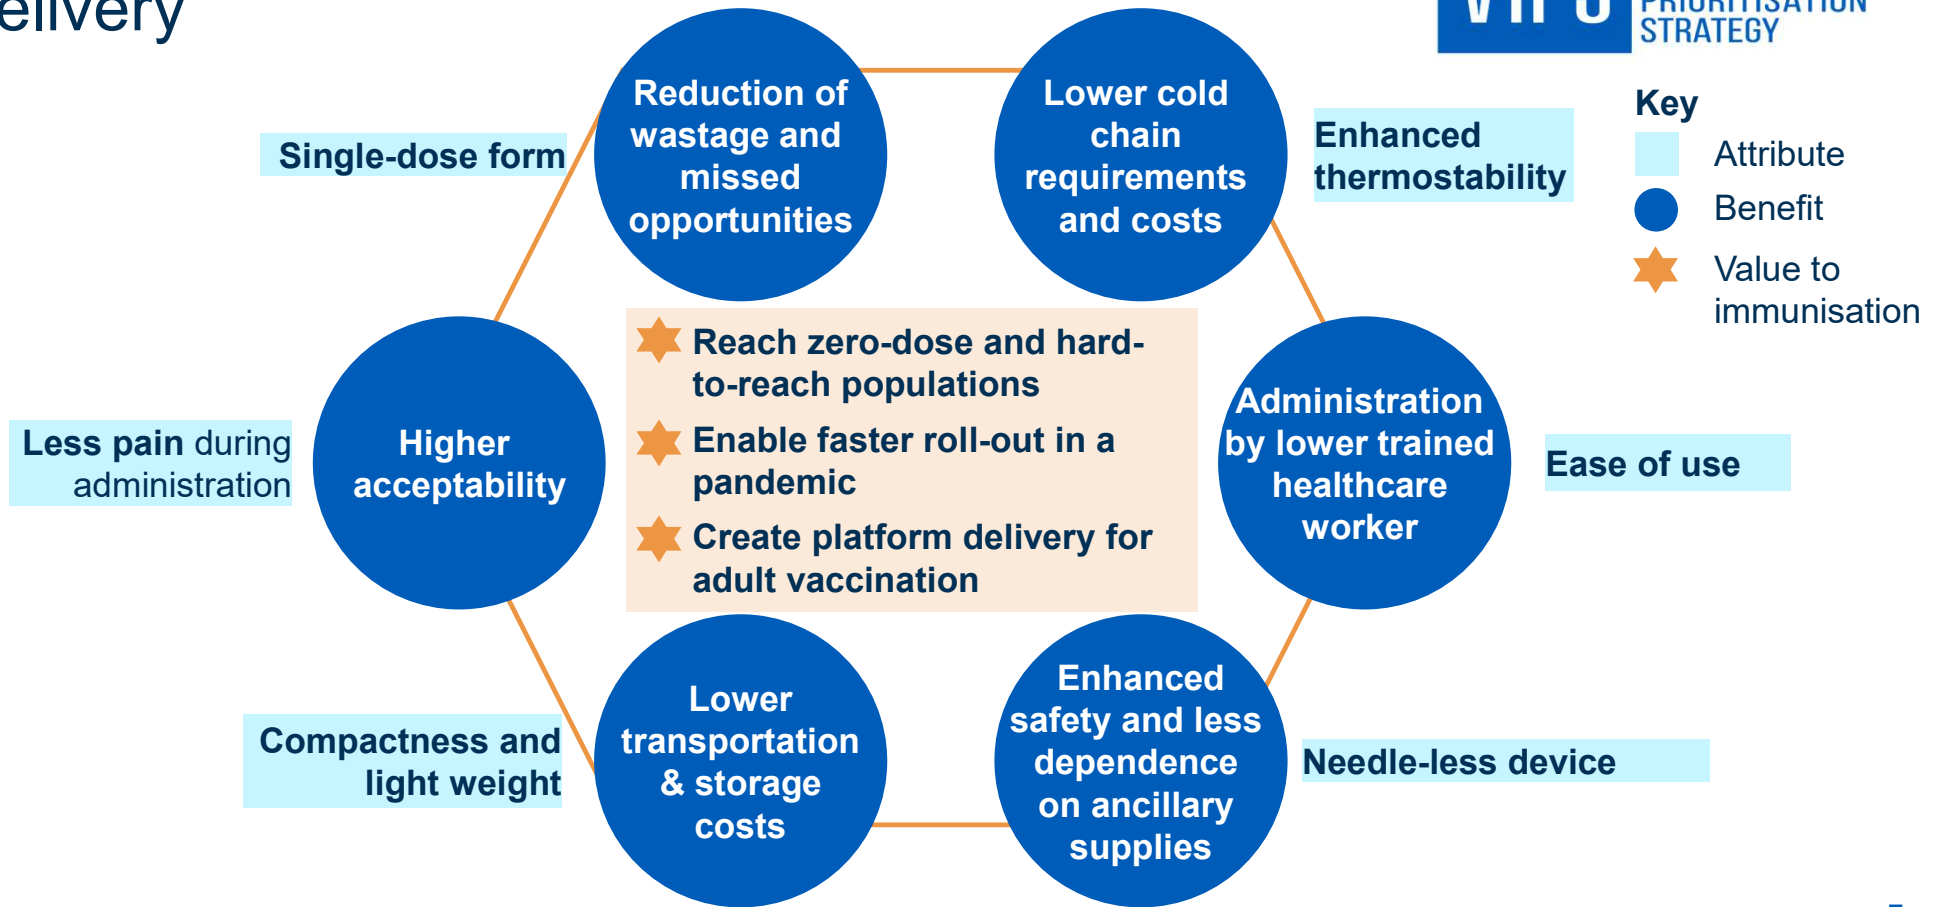 VIPS
PRIORITISATION
STRATEGY
Key
Attribute
Benefit
Value to
immunisation
Single-dose form
Reduction of
wastage and
missed
opportunities
Lower cold
chain
requirements
and costs
Enhanced
thermostability
Less pain during
administration
Higher
acceptability
Reach zero-dose and hard-
to-reach populations
Enable faster roll-out in a
pandemic
Create platform delivery for
adult vaccination
Administration
by lower trained
healthcare
worker
Ease of use
Compactness and
light weight
Lower
transportation
& storage
costs
Enhanced
safety and less
dependence
on ancillary
supplies
Needle-less device